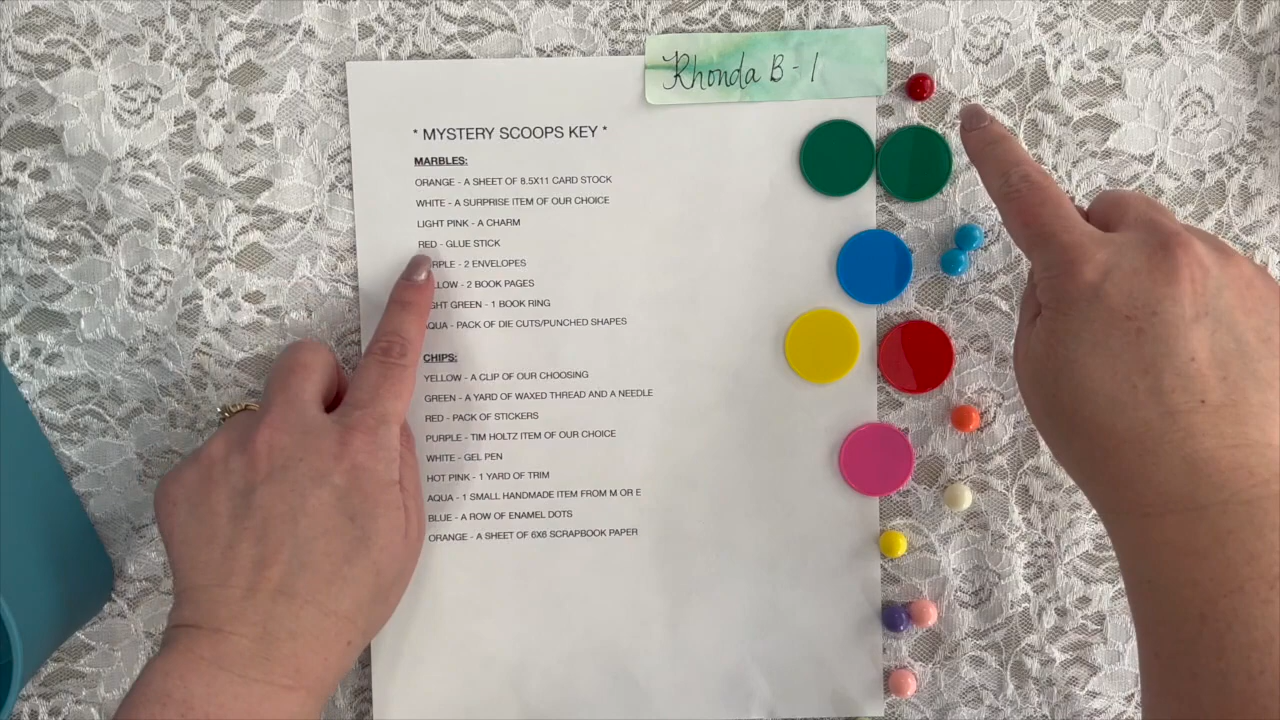 Rhonda B - 1
* MYSTERY SCOOPS KEY *
MARBLES:
ORANGE - A SHEET OF 8.5X11 CARD STOCK
WHITE - A SURPRISE ITEM OF OUR CHOICE
LIGHT PINK - A CHARM
RED - GLUE STICK
RPLE - 2 ENVELOPES
LLOW - 2 BOOK PAGES
GHT GREEN - 1 BOOK RING
AQUA - PACK OF DIE CUTS/PUNCHED SHAPES
CHIPS:
YELLOW - A CLIP OF OUR CHOOSING
GREEN - A YARD OF WAXED THREAD AND A NEEDLE
RED - PACK OF STICKERS
PURPLE - TIM HOLTZ ITEM OF OUR CHOICE
WHITE - GEL PEN
HOT PINK - 1 YARD OF TRIM
AQUA - 1 SMALL HANDMADE ITEM FROM M OR E
BLUE - A ROW OF ENAMEL DOTS
ORANGE - A SHEET OF 6X6 SCRAPBOOK PAPER